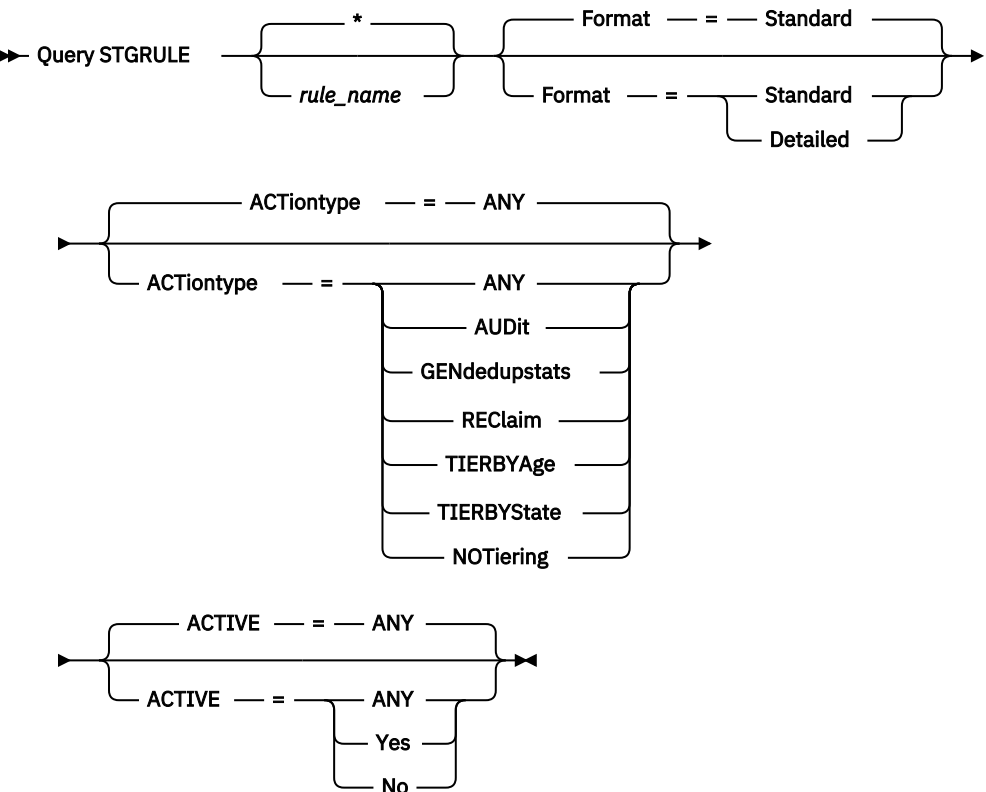 *
Format = Standard
Query STGRULE
rule_name
Format = Standard
Detailed
ACTiontype = ANY
ACTiontype = ANY
AUDit
GENdedupstats
REClaim
TIERBYAge
TIERBYState
NOTiering
ACTIVE = ANY
ACTIVE = ANY
Yes
No